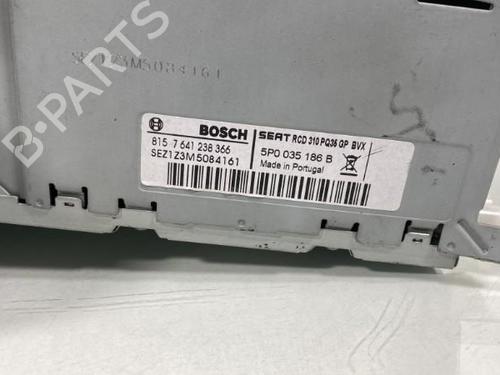 SEZ1Z3M5084161
BOSCH
815 7 641 238 366
SEZ1Z3M5084161
SEAT RCD 310 PQ35 GP BVX
5P0 035 186 B
Made in Portugal
B-PARTS